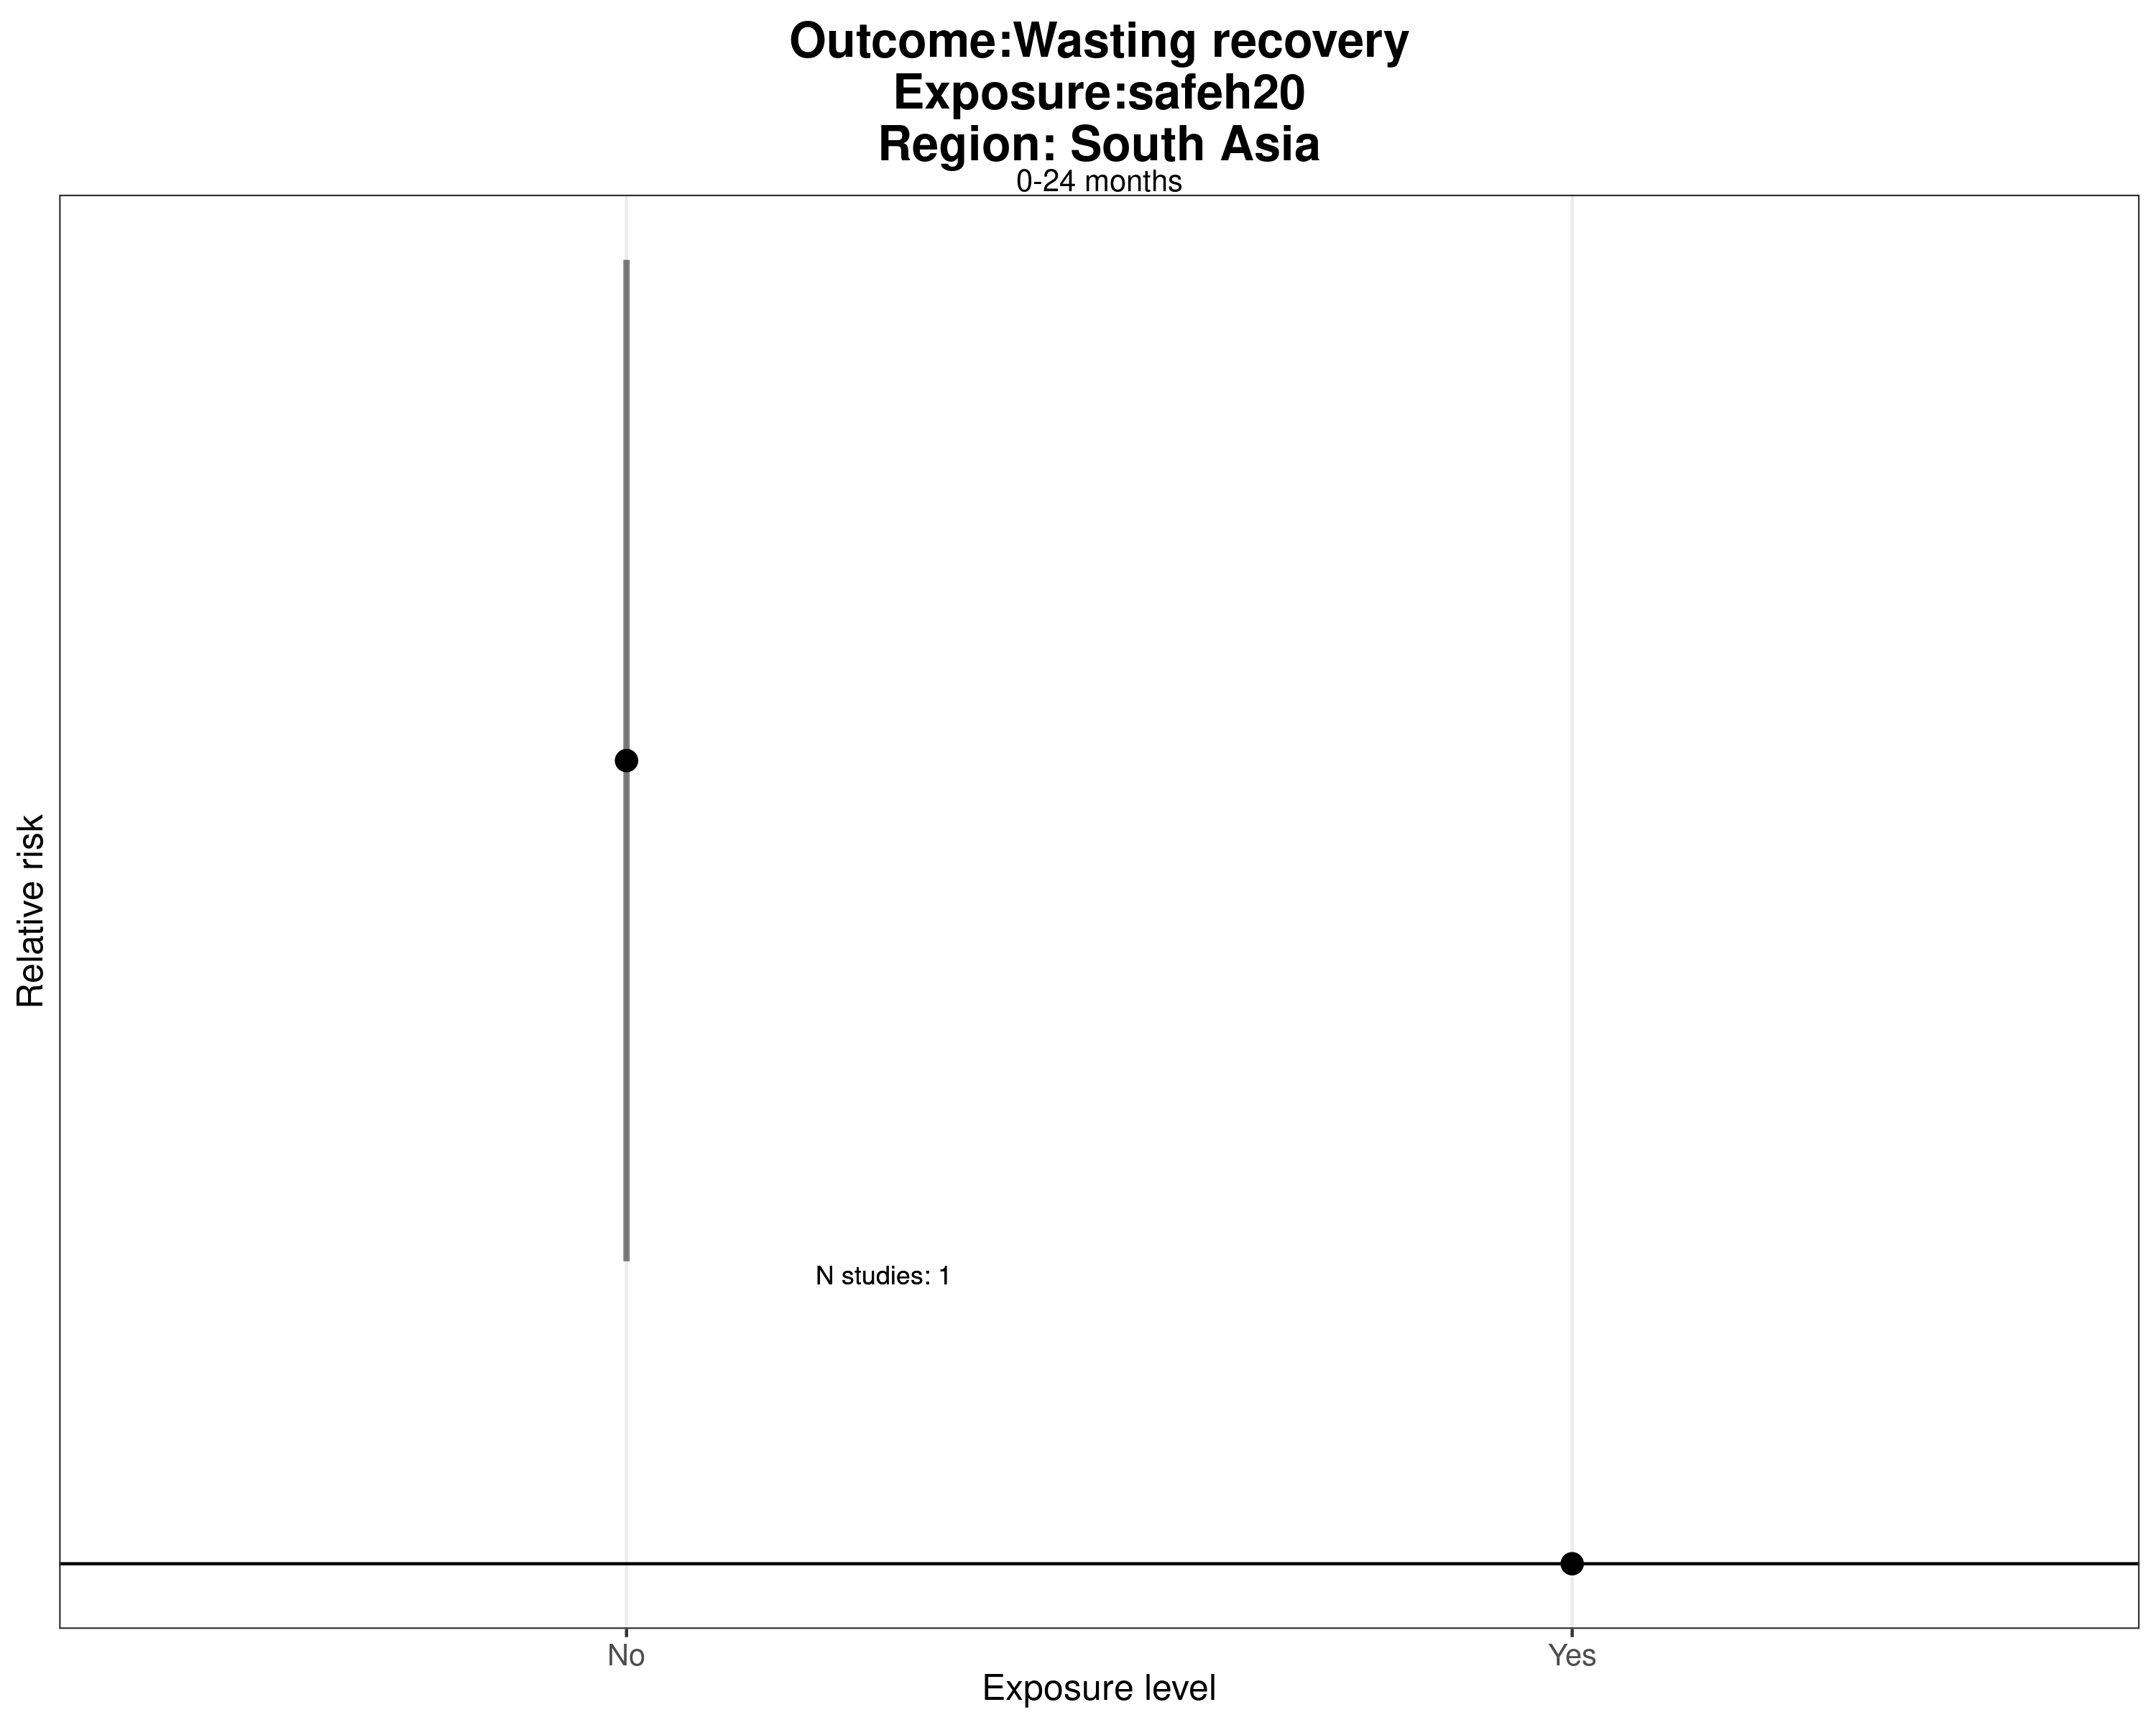 Outcome:Wasting recovery
Exposure:safeh20
Region: South Asia
0-24 months
Relative risk
N studies: 1
No
Yes
Exposure level